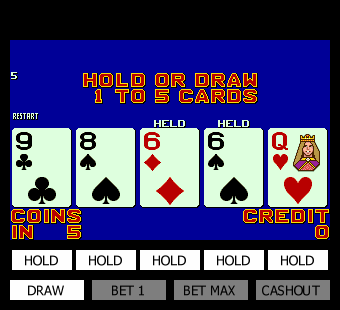 5
HOLD OR DRAW
1 TO 5 CARDS
RESTART
HELD HELD
9 8 6 6 Q
COINS CREDIT
IN 5 0
HOLD HOLD HOLD HOLD HOLD
DRAW BET 1 BET MAX CASHOUT